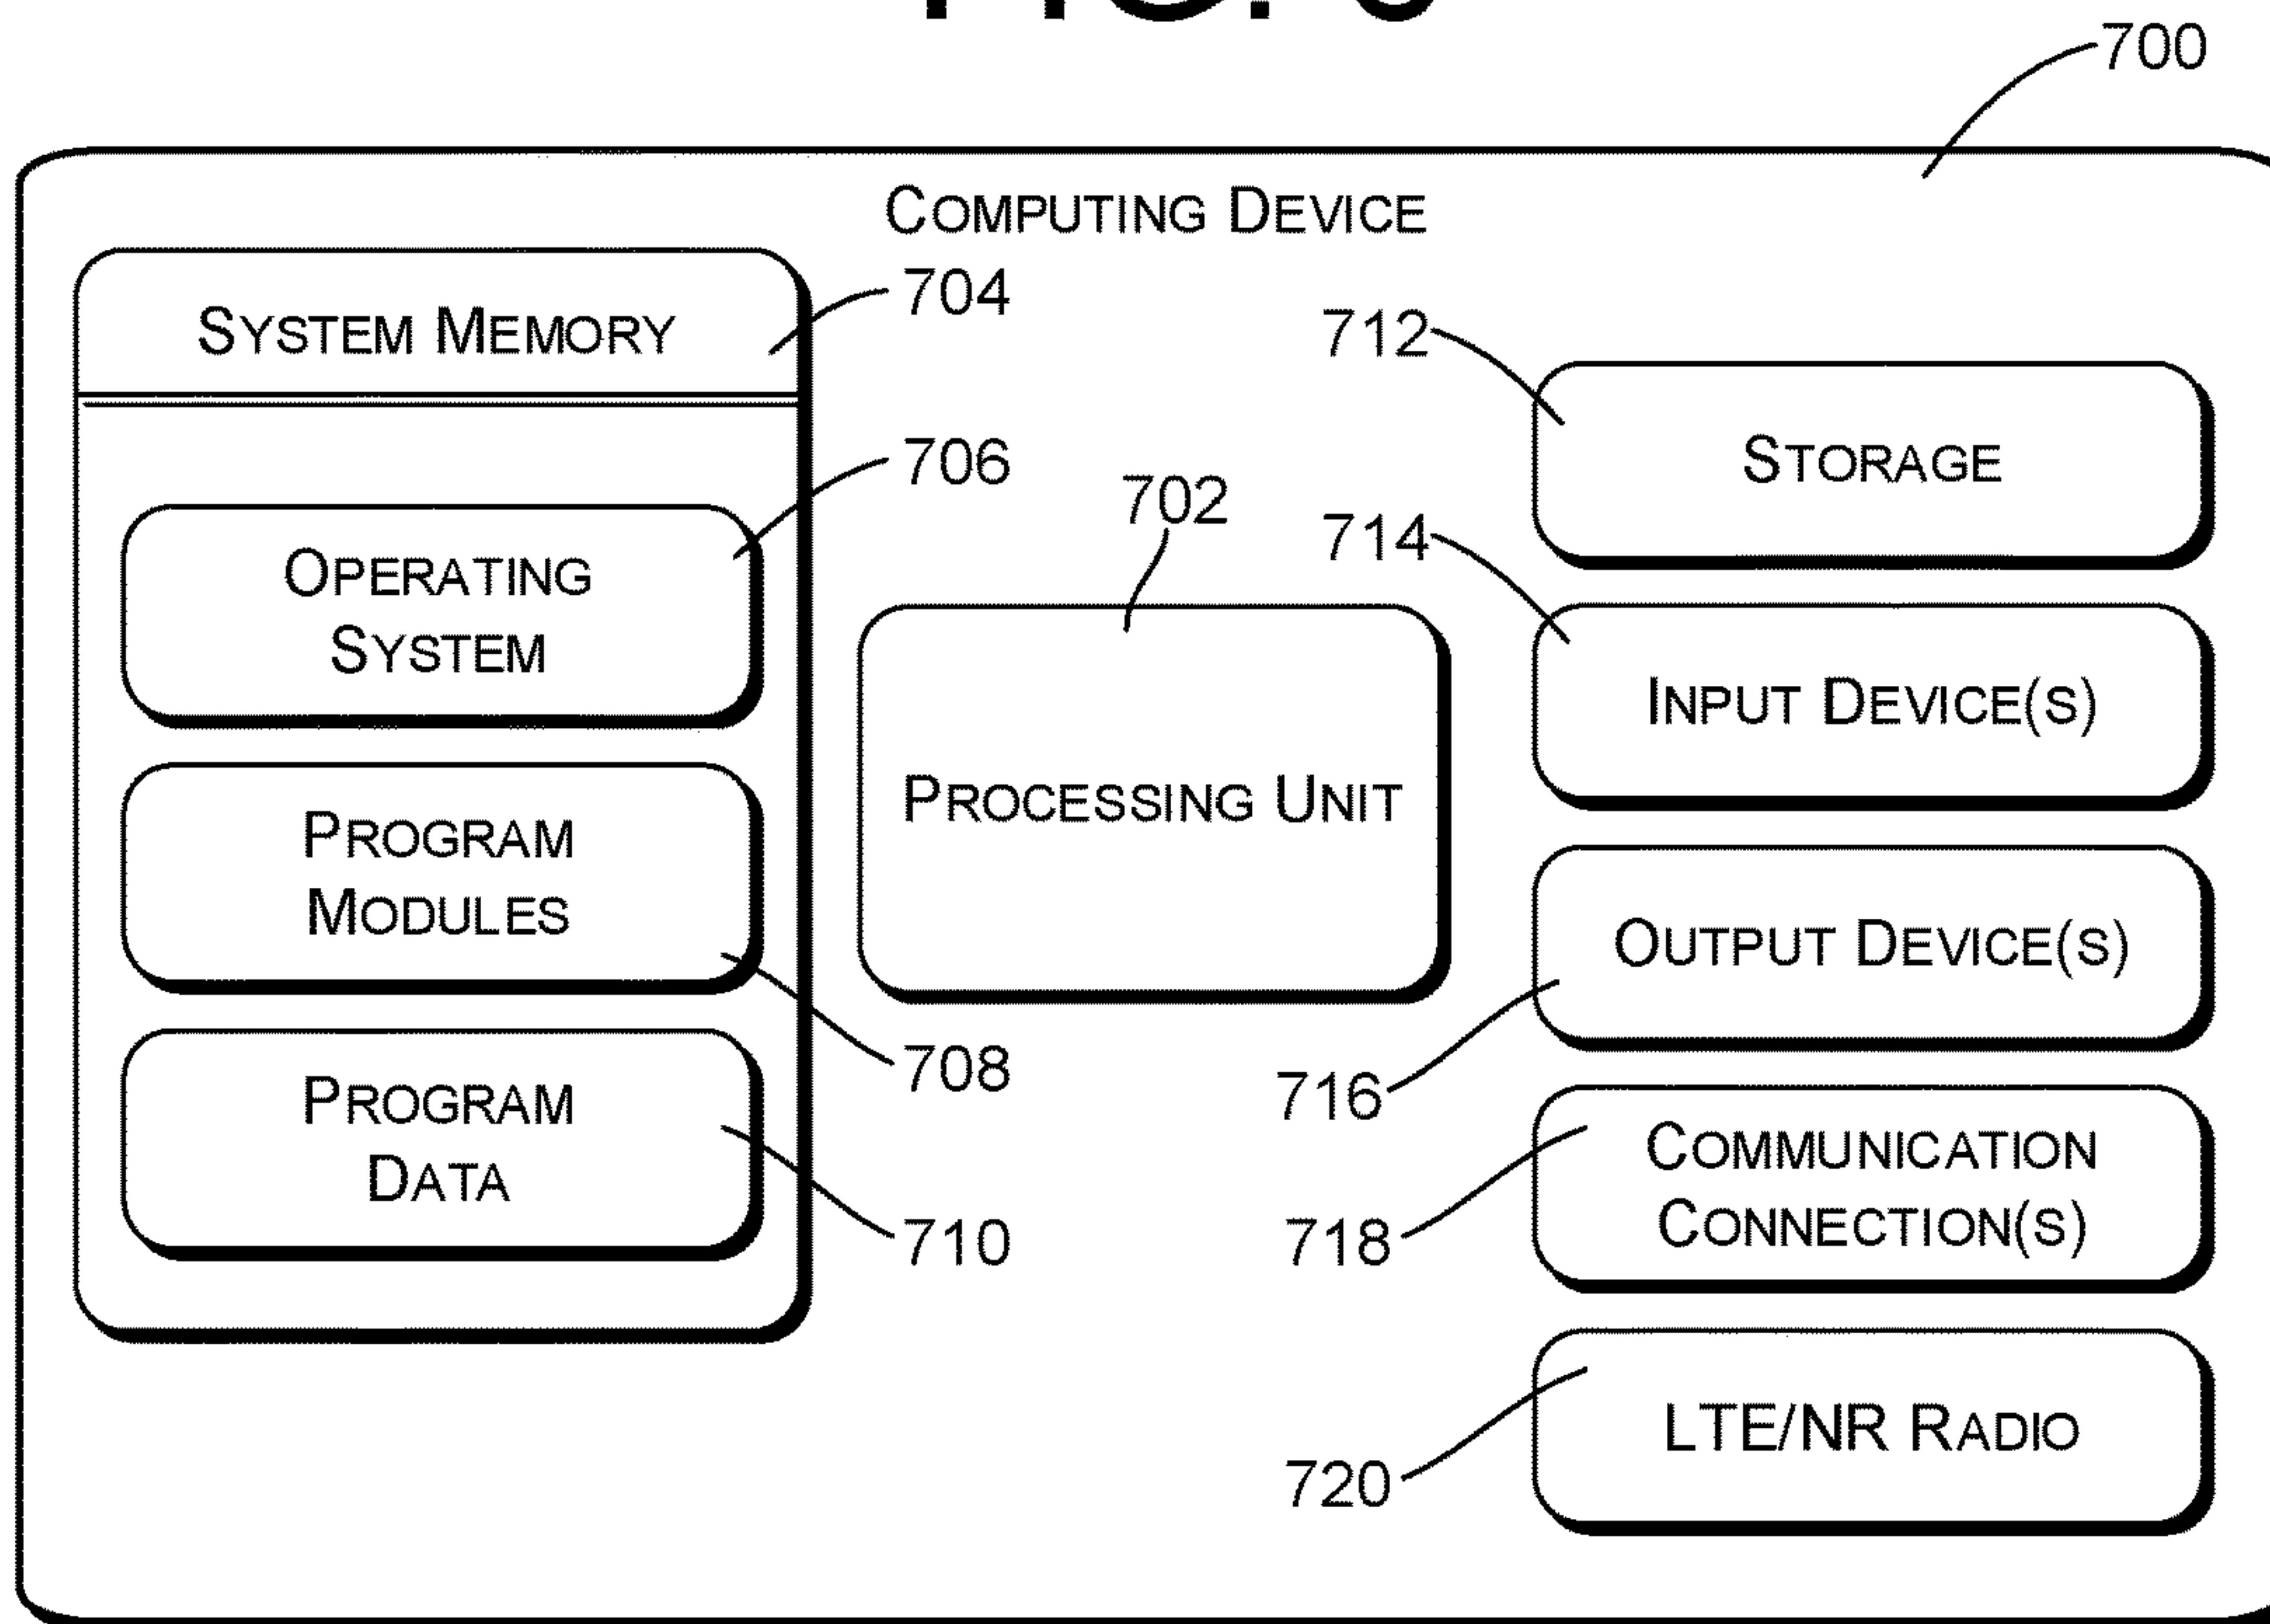 700
COMPUTING DEVICE
SYSTEM MEMORY
704
706
OPERATING
SYSTEM
PROGRAM
MODULES
708
PROGRAM
DATA
710
702
PROCESSING UNIT
712
STORAGE
714
INPUT DEVICE(S)
OUTPUT DEVICE(S)
716
COMMUNICATION
CONNECTION(S)
718
LTE/NR RADIO
720